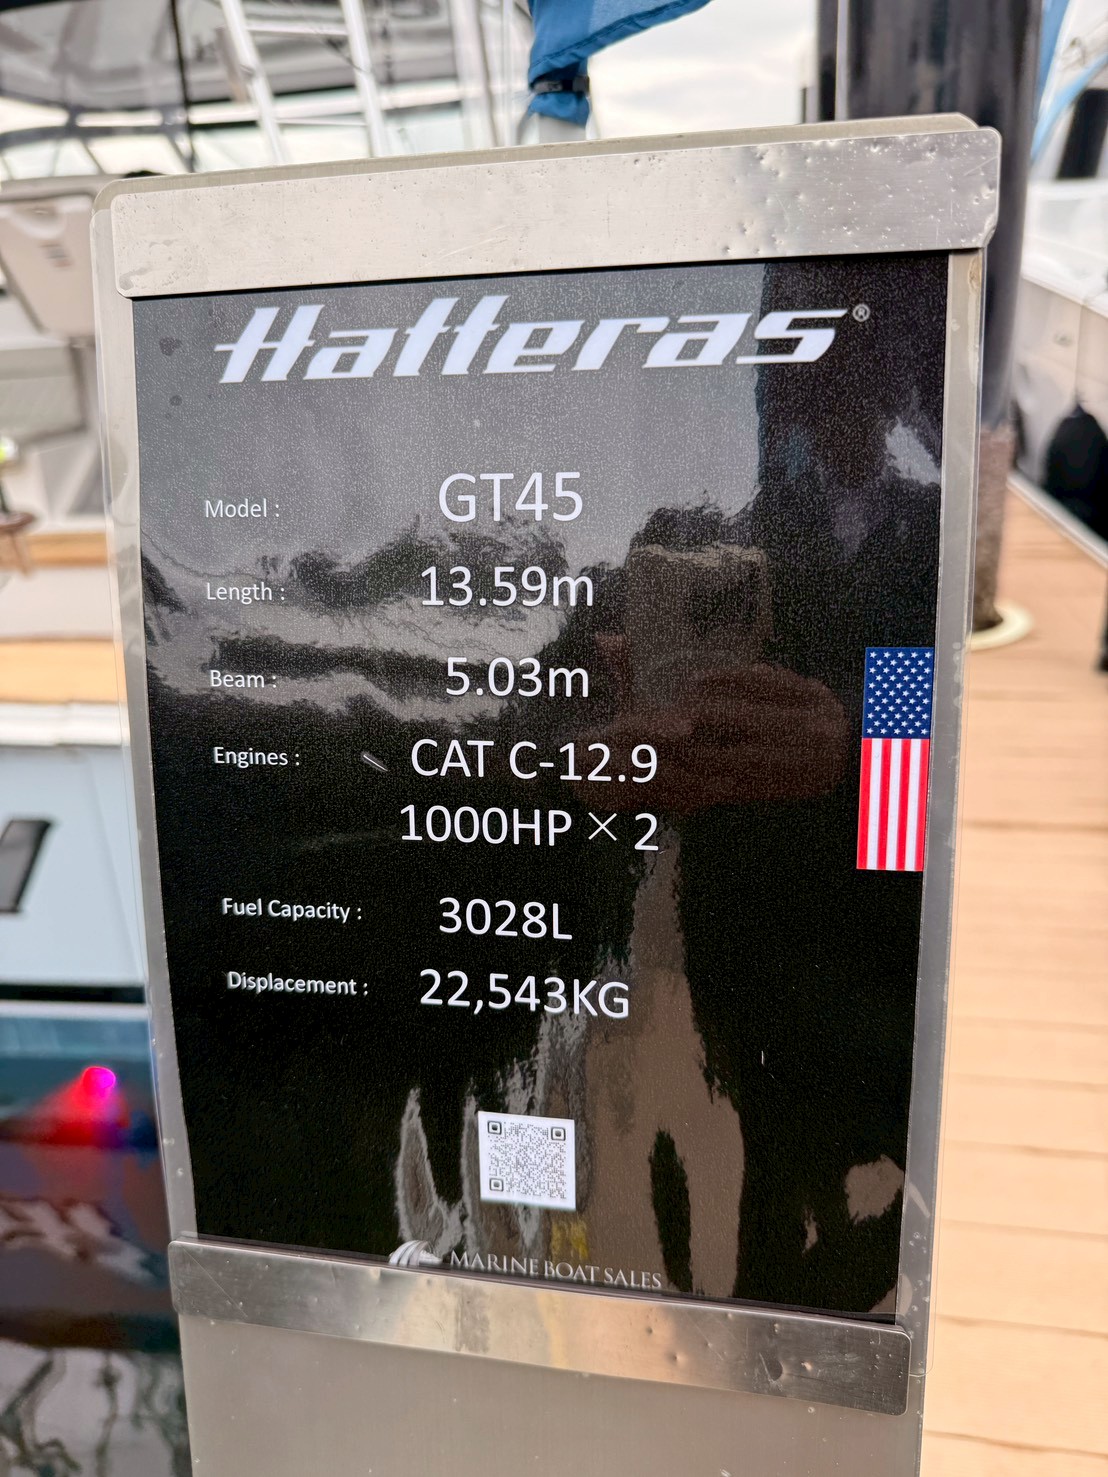 Hatteras®
Model : GT45
Length : 13.59m
Beam : 5.03m
Engines : CAT C-12.9
1000HP × 2
Fuel Capacity : 3028L
Displacement : 22,543KG
MARINE BOAT SALES